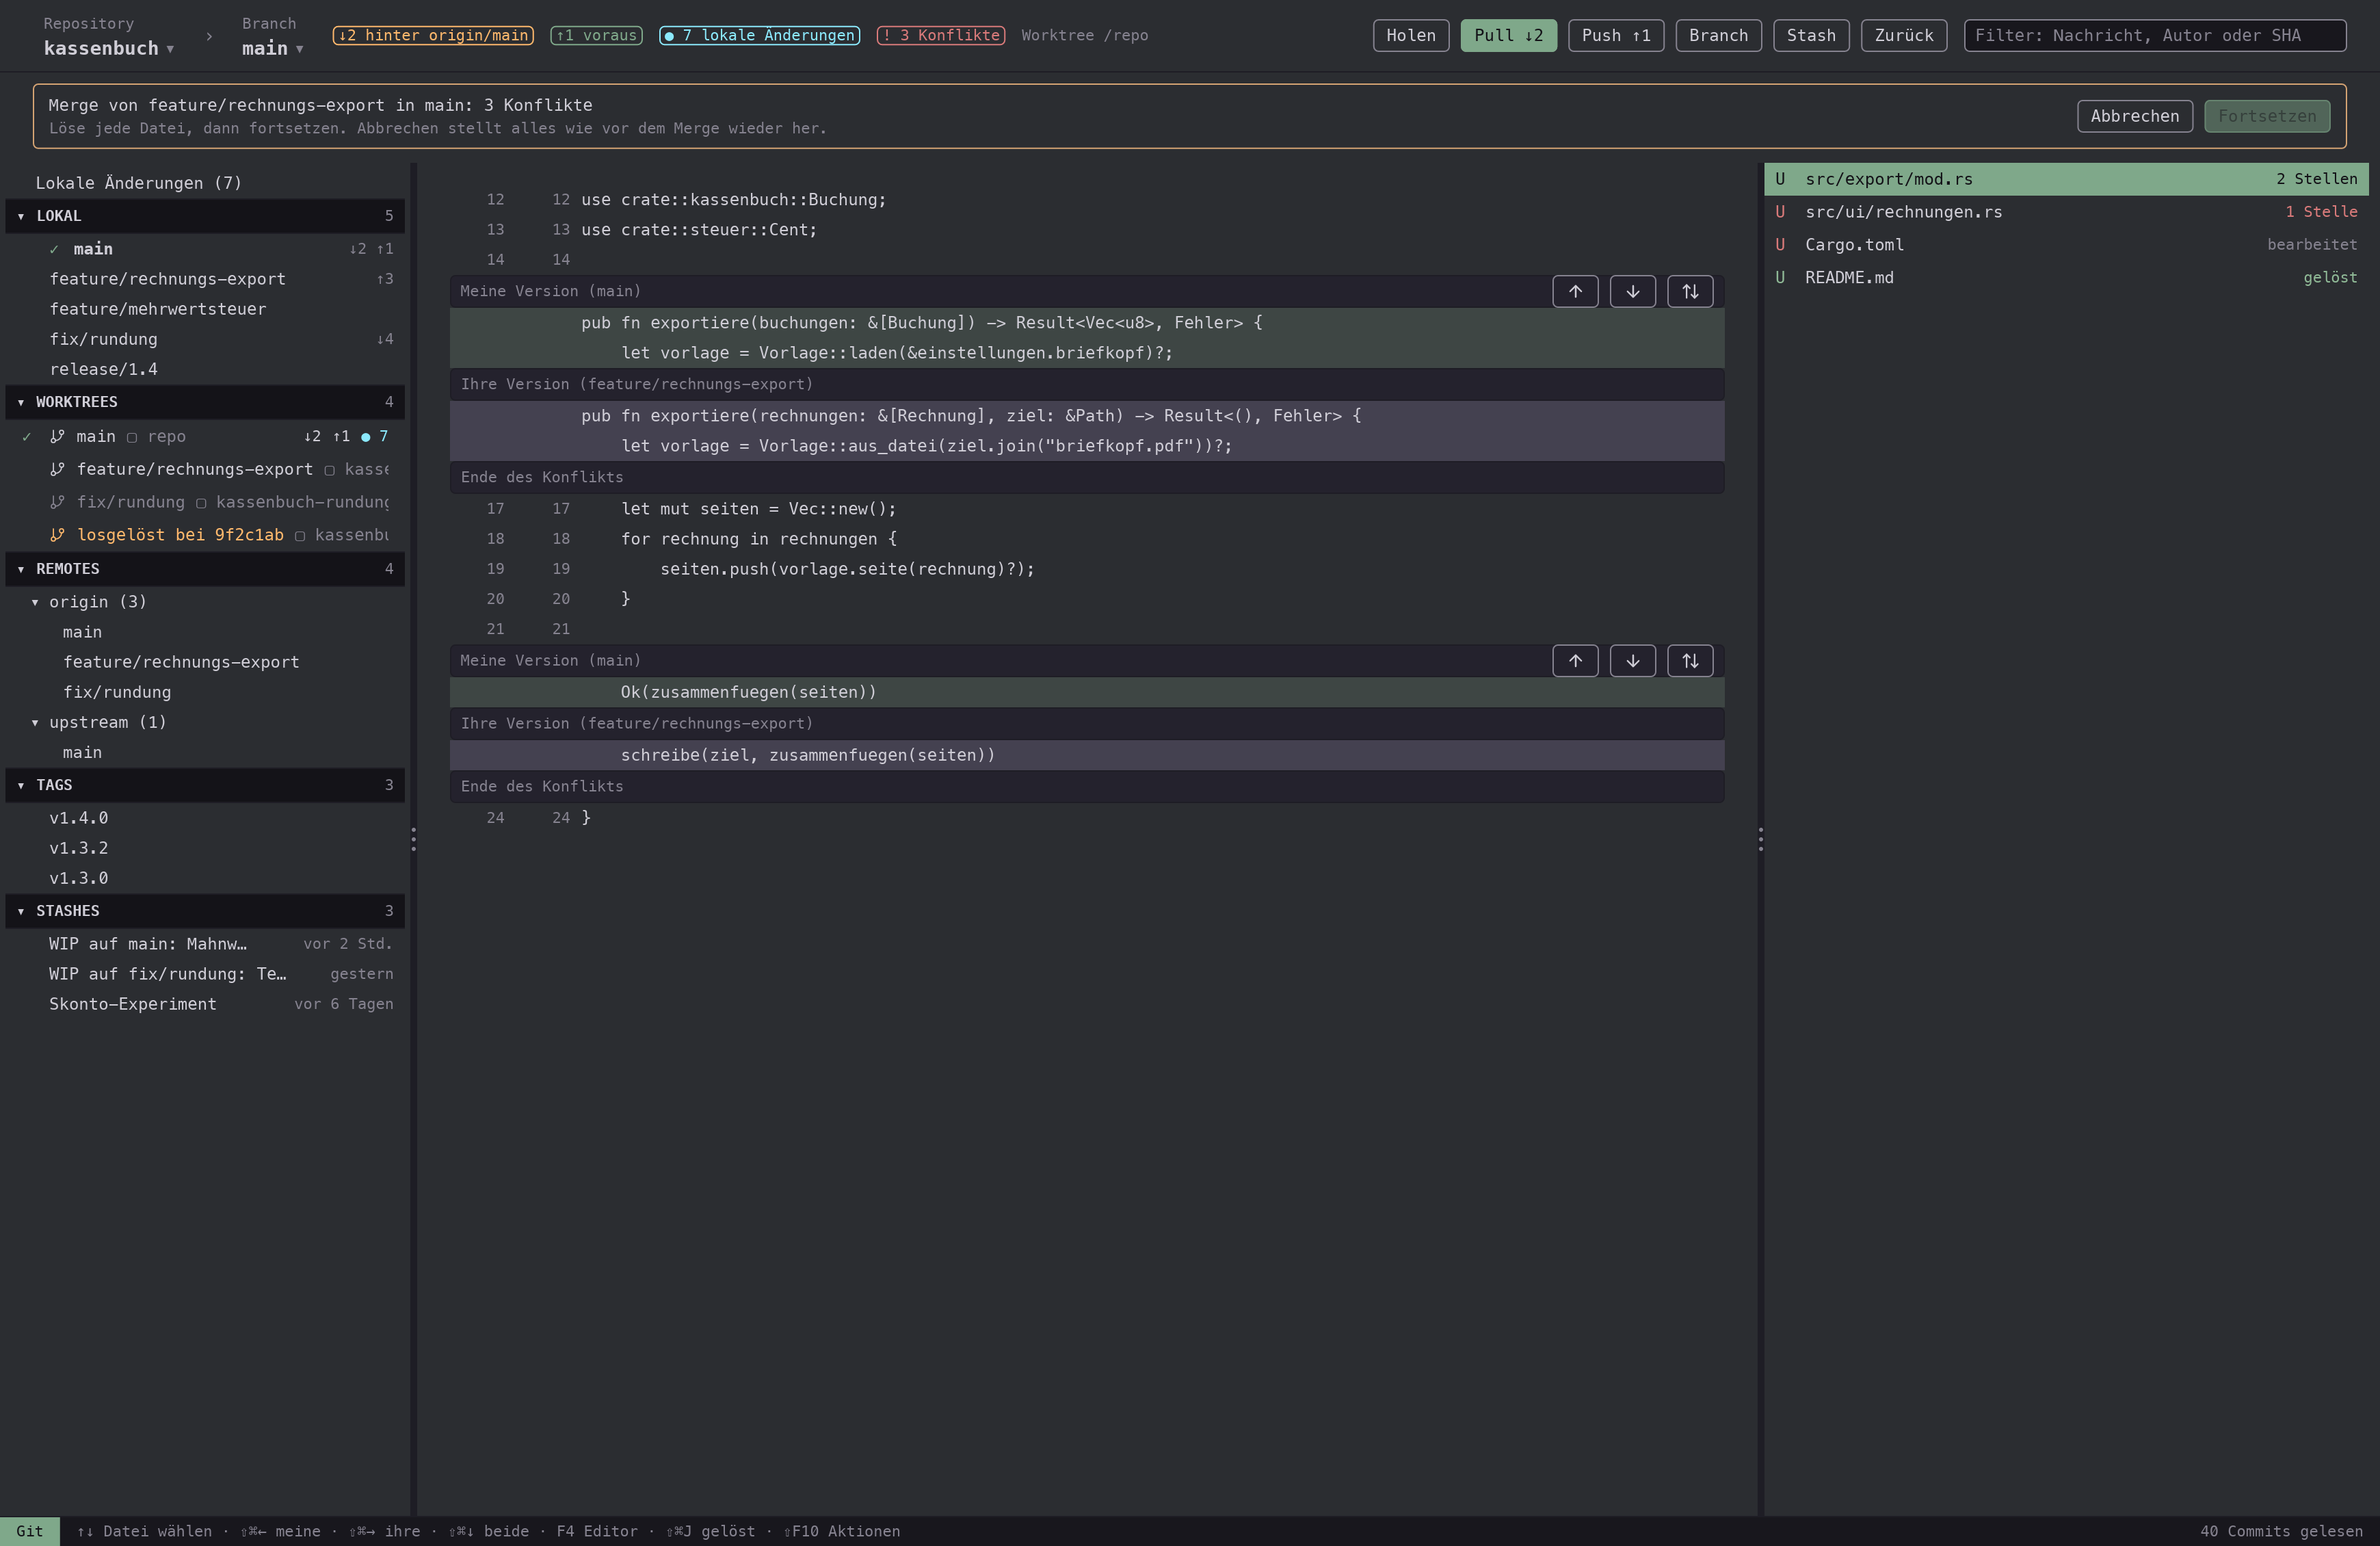 Repository
kassenbuch ▾
›
Branch
main ▾
↓2 hinter origin/main
↑1 voraus
● 7 lokale Änderungen
! 3 Konflikte
Worktree /repo
Holen
Pull ↓2
Push ↑1
Branch
Stash
Zurück
Filter: Nachricht, Autor oder SHA
Merge von feature/rechnungs-export in main: 3 Konflikte
Löse jede Datei, dann fortsetzen. Abbrechen stellt alles wie vor dem Merge wieder her.
Abbrechen
Fortsetzen
Lokale Änderungen (7)
▾ LOKAL 5
✓ main ↓2 ↑1
feature/rechnungs-export ↑3
feature/mehrwertsteuer
fix/rundung ↓4
release/1.4
▾ WORKTREES 4
✓ main ▢ repo ↓2 ↑1 ● 7
feature/rechnungs-export ▢ kasse
fix/rundung ▢ kassenbuch-rundung
losgelöst bei 9f2c1ab ▢ kassenbu
▾ REMOTES 4
▾ origin (3)
main
feature/rechnungs-export
fix/rundung
▾ upstream (1)
main
▾ TAGS 3
v1.4.0
v1.3.2
v1.3.0
▾ STASHES 3
WIP auf main: Mahnw… vor 2 Std.
WIP auf fix/rundung: Te… gestern
Skonto-Experiment vor 6 Tagen
12 12 use crate::kassenbuch::Buchung;
13 13 use crate::steuer::Cent;
14 14
Meine Version (main) ↑ ↓ ⇅
pub fn exportiere(buchungen: &[Buchung]) -> Result<Vec<u8>, Fehler> {
let vorlage = Vorlage::laden(&einstellungen.briefkopf)?;
Ihre Version (feature/rechnungs-export)
pub fn exportiere(rechnungen: &[Rechnung], ziel: &Path) -> Result<(), Fehler> {
let vorlage = Vorlage::aus_datei(ziel.join("briefkopf.pdf"))?;
Ende des Konflikts
17 17 let mut seiten = Vec::new();
18 18 for rechnung in rechnungen {
19 19 seiten.push(vorlage.seite(rechnung)?);
20 20 }
21 21
Meine Version (main) ↑ ↓ ⇅
Ok(zusammenfuegen(seiten))
Ihre Version (feature/rechnungs-export)
schreibe(ziel, zusammenfuegen(seiten))
Ende des Konflikts
24 24 }
U src/export/mod.rs 2 Stellen
U src/ui/rechnungen.rs 1 Stelle
U Cargo.toml bearbeitet
U README.md gelöst
Git
↑↓ Datei wählen · ⇧⌘← meine · ⇧⌘→ ihre · ⇧⌘↓ beide · F4 Editor · ⇧⌘J gelöst · ⇧F10 Aktionen
40 Commits gelesen